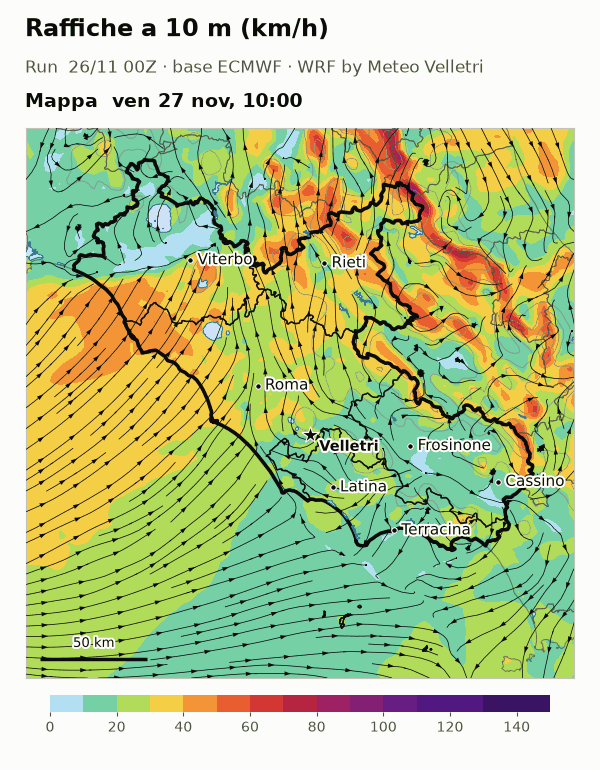 Raffiche a 10 m (km/h)
Run  26/11 00Z · base ECMWF · WRF by Meteo Velletri
Mappa  ven 27 nov, 10:00
Viterbo
Rieti
Roma
Velletri
Frosinone
Latina
Cassino
Terracina
50 km
0 20 40 60 80 100 120 140